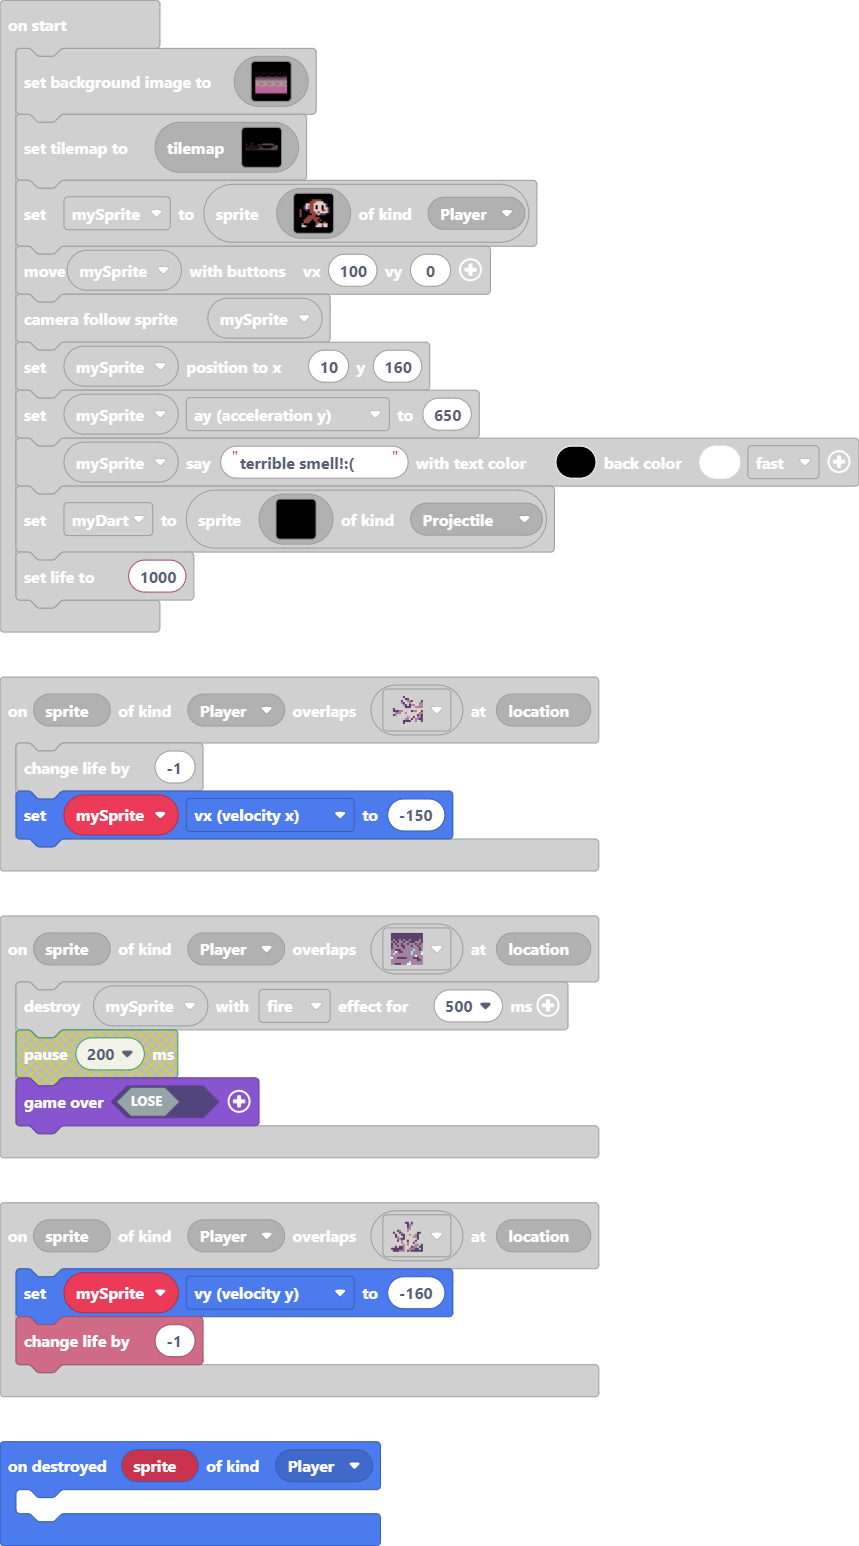 on start
set background image to
set tilemap to tilemap
set mySprite to sprite of kind Player
move mySprite with buttons vx 100 vy 0
camera follow sprite mySprite
set mySprite position to x 10 y 160
set mySprite ay (acceleration y) to 650
mySprite say "terrible smell!:( " with text color back color fast
set myDart to sprite of kind Projectile
set life to 1000
on sprite of kind Player overlaps at location
change life by -1
set mySprite vx (velocity x) to -150
on sprite of kind Player overlaps at location
destroy mySprite with fire effect for 500 ms
pause 200 ms
game over LOSE
on sprite of kind Player overlaps at location
set mySprite vy (velocity y) to -160
change life by -1
on destroyed sprite of kind Player